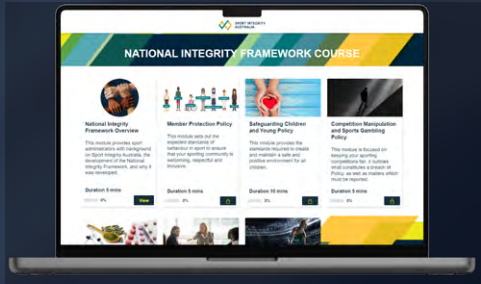 SPORT INTEGRITY
AUSTRALIA
NATIONAL INTEGRITY FRAMEWORK COURSE
National Integrity
Framework Overview
This module provides sport
administrators with background
on Sport Integrity Australia, the
development of the National
Integrity Framework, and why it
was developed.
Duration 5 mins
0%
View
Member Protection Policy
This module sets out the
expected standards of
behaviour in sport to ensure
that your sporting community is
welcoming, respectful and
inclusive.
Duration 5 mins
0%
Safeguarding Children
and Young Policy
This module provides the
standards required to create
and maintain a safe and
positive environment for all
children.
Duration 10 mins
0%
Competition Manipulation
and Sports Gambling
Policy
This module is focused on
keeping your sporting
competitions fair, it outlines
what constitutes a breach of
Policy, as well as matters which
must be reported.
Duration 5 mins
0%